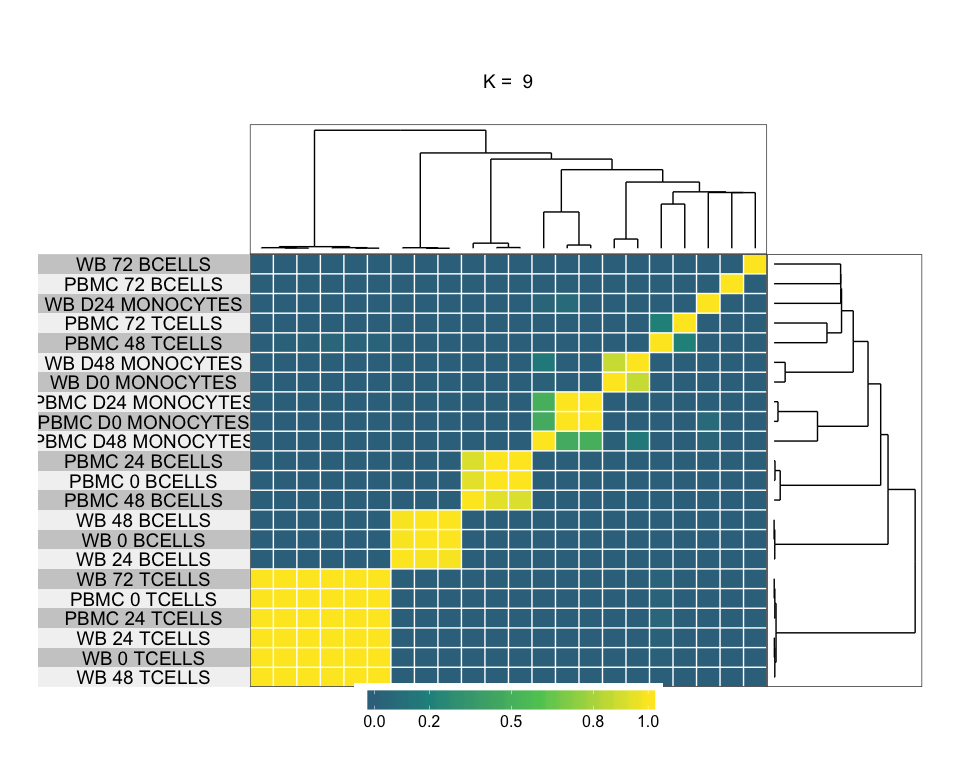 K = 9
WB 72 BCELLS
PBMC 72 BCELLS
WB D24 MONOCYTES
PBMC 72 TCELLS
PBMC 48 TCELLS
WB D48 MONOCYTES
WB D0 MONOCYTES
PBMC D24 MONOCYTES
PBMC D0 MONOCYTES
PBMC D48 MONOCYTES
PBMC 24 BCELLS
PBMC 0 BCELLS
PBMC 48 BCELLS
WB 48 BCELLS
WB 0 BCELLS
WB 24 BCELLS
WB 72 TCELLS
PBMC 0 TCELLS
PBMC 24 TCELLS
WB 24 TCELLS
WB 0 TCELLS
WB 48 TCELLS
0.0 0.2 0.5 0.8 1.0